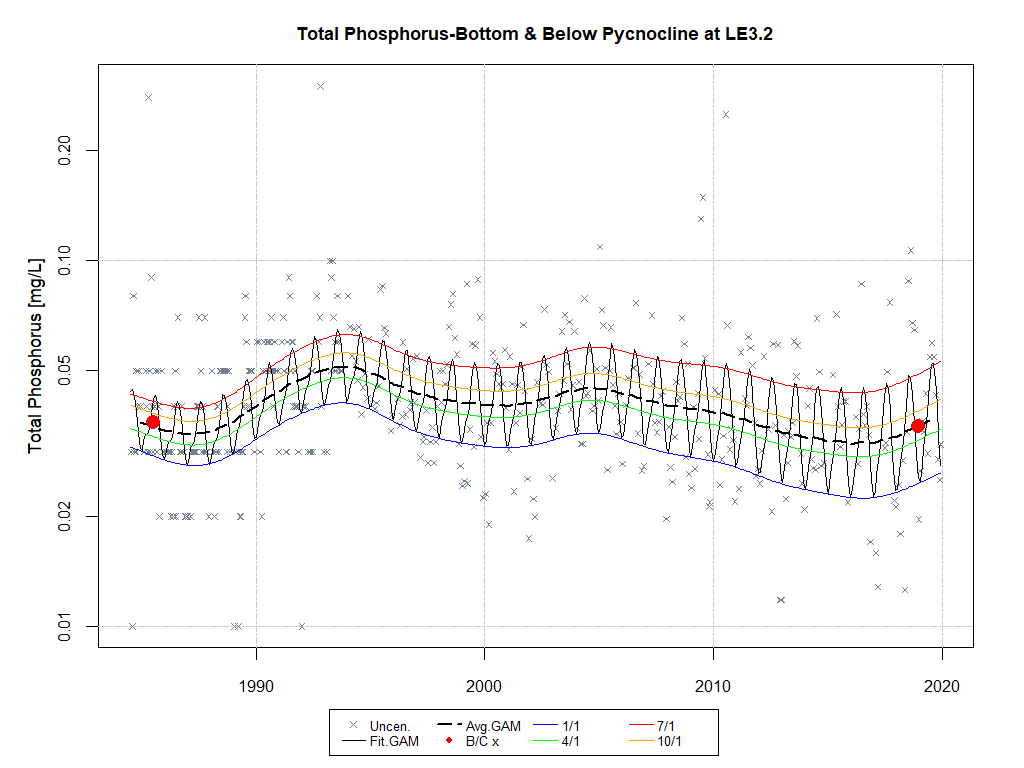 Total Phosphorus-Bottom & Below Pycnocline at LE3.2
Total Phosphorus [mg/L]
0.20
0.10
0.05
0.02
0.01
1990 2000 2010 2020
Uncen. Avg.GAM 1/1 7/1
Fit.GAM B/C x 4/1 10/1